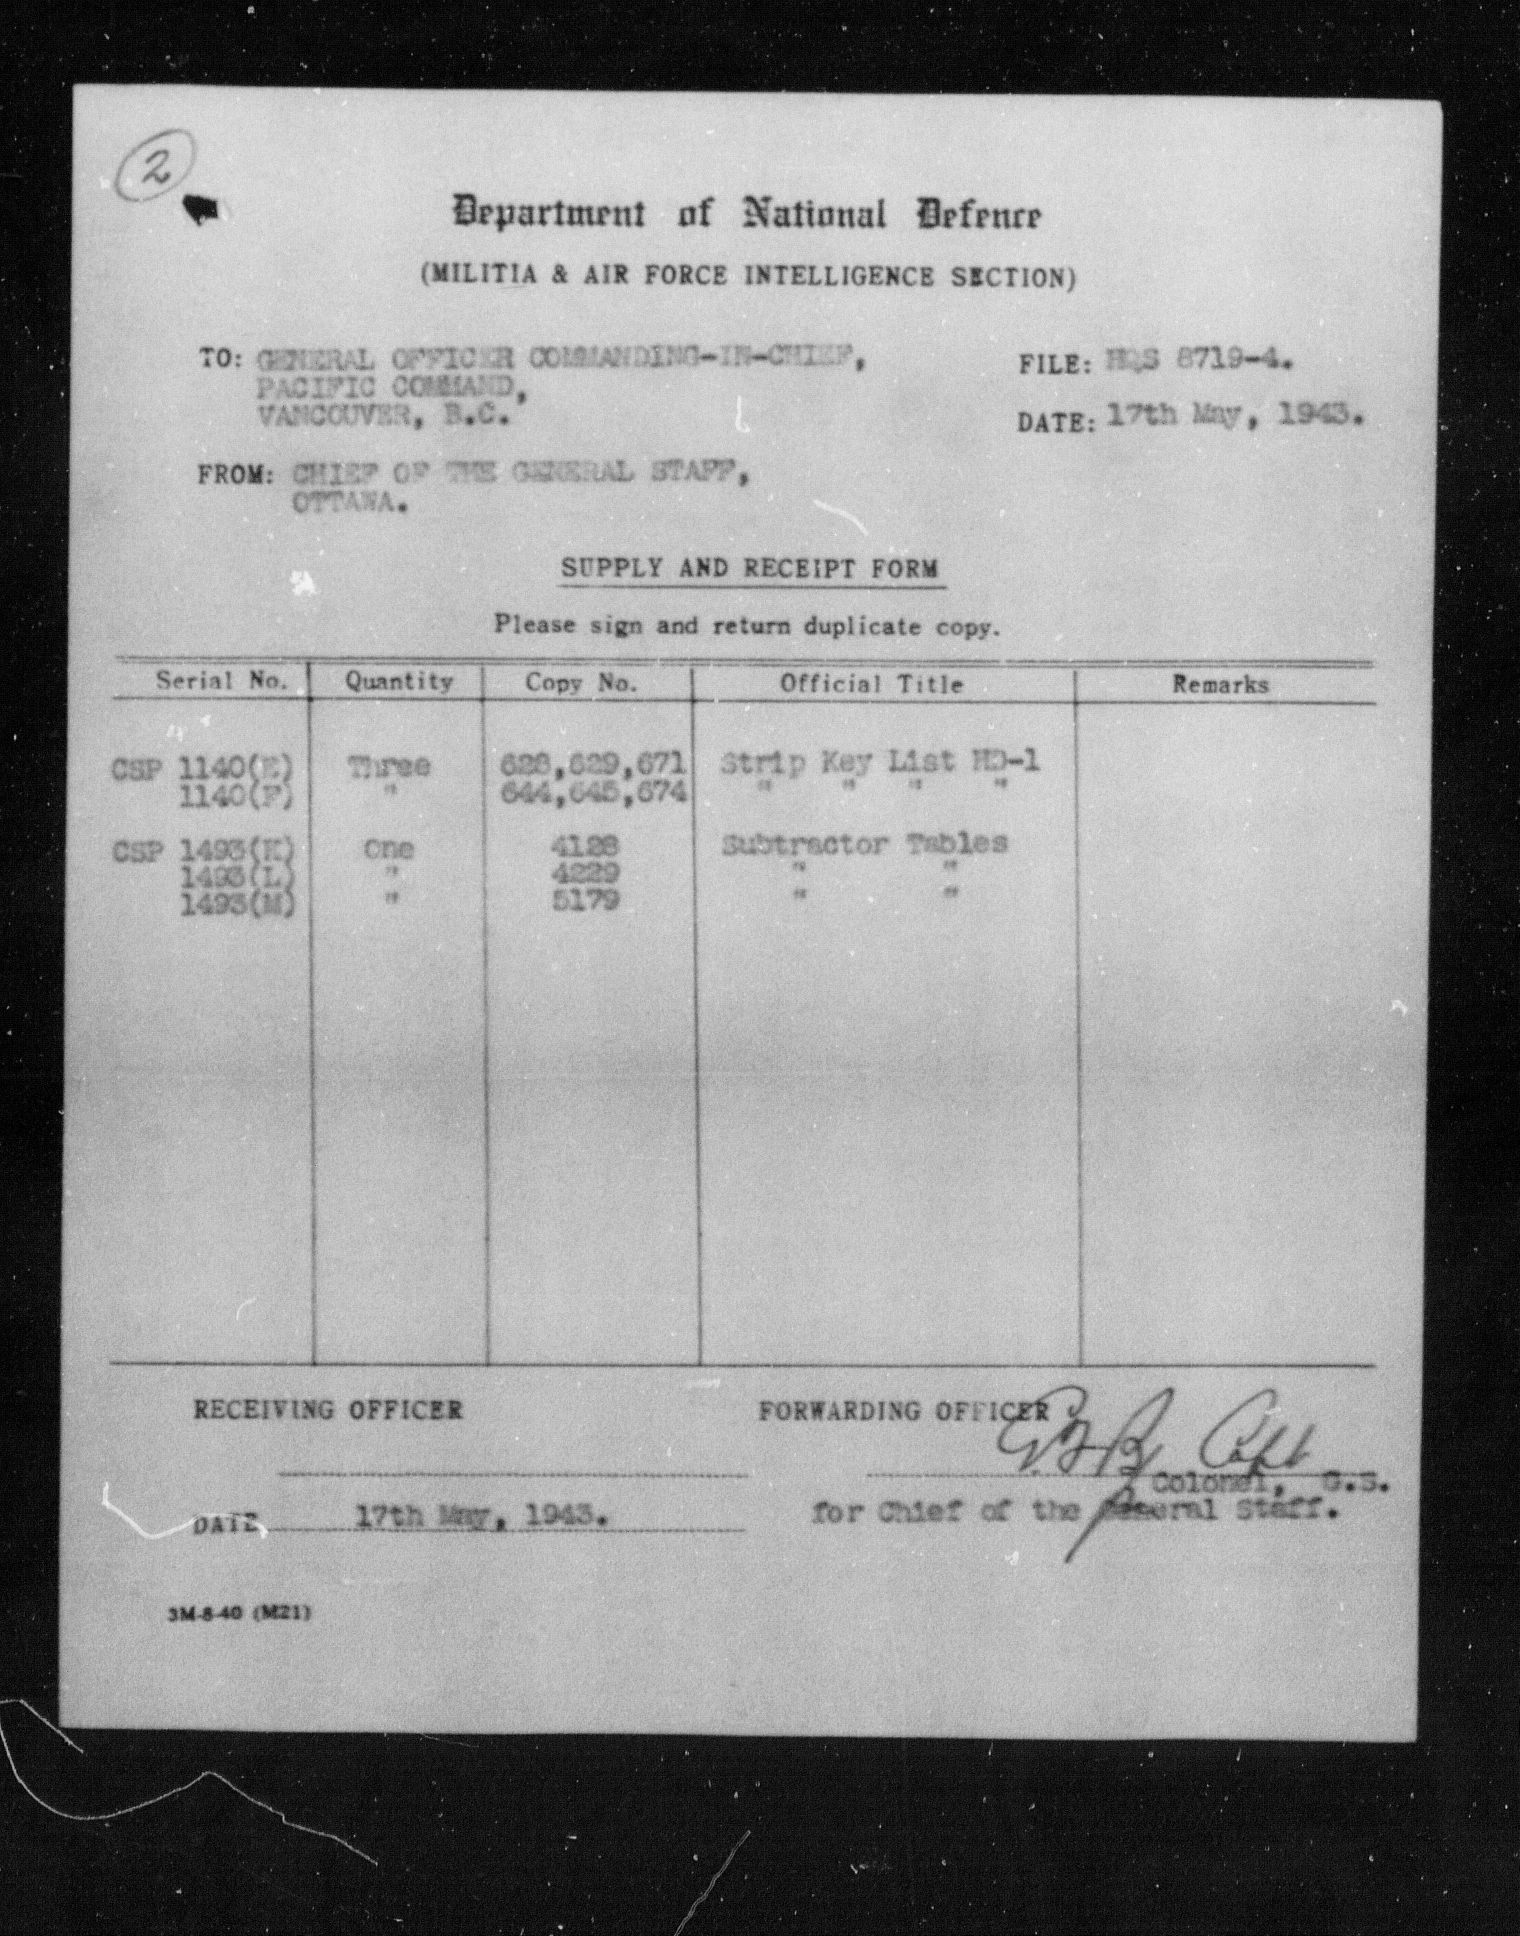 2
Department of National Defence
(MILITIA & AIR FORCE INTELLIGENCE SECTION)
TO: GENERAL OFFICER COMMANDING-IN-CHIEF,
PACIFIC COMMAND,
VANCOUVER, B.C.
FILE: HQS 8719-4.
DATE: 17th May, 1943.
FROM: CHIEF OF THE GENERAL STAFF,
OTTAWA.
SUPPLY AND RECEIPT FORM
Please sign and return duplicate copy.
Serial No. Quantity Copy No. Official Title Remarks
CSP 1140(E) Three 628,629,671 Strip Key List HD-1
1140(F) " 644,645,674 " " " "
CSP 1493(K) One 4128 Subtractor Tables
1493(L) " 4229 " "
1493(M) " 5179 " "
RECEIVING OFFICER
FORWARDING OFFICER
Capt
Colonel, G.S.
for Chief of the General Staff.
DATE 17th May, 1943.
3M-8-40 (M21)